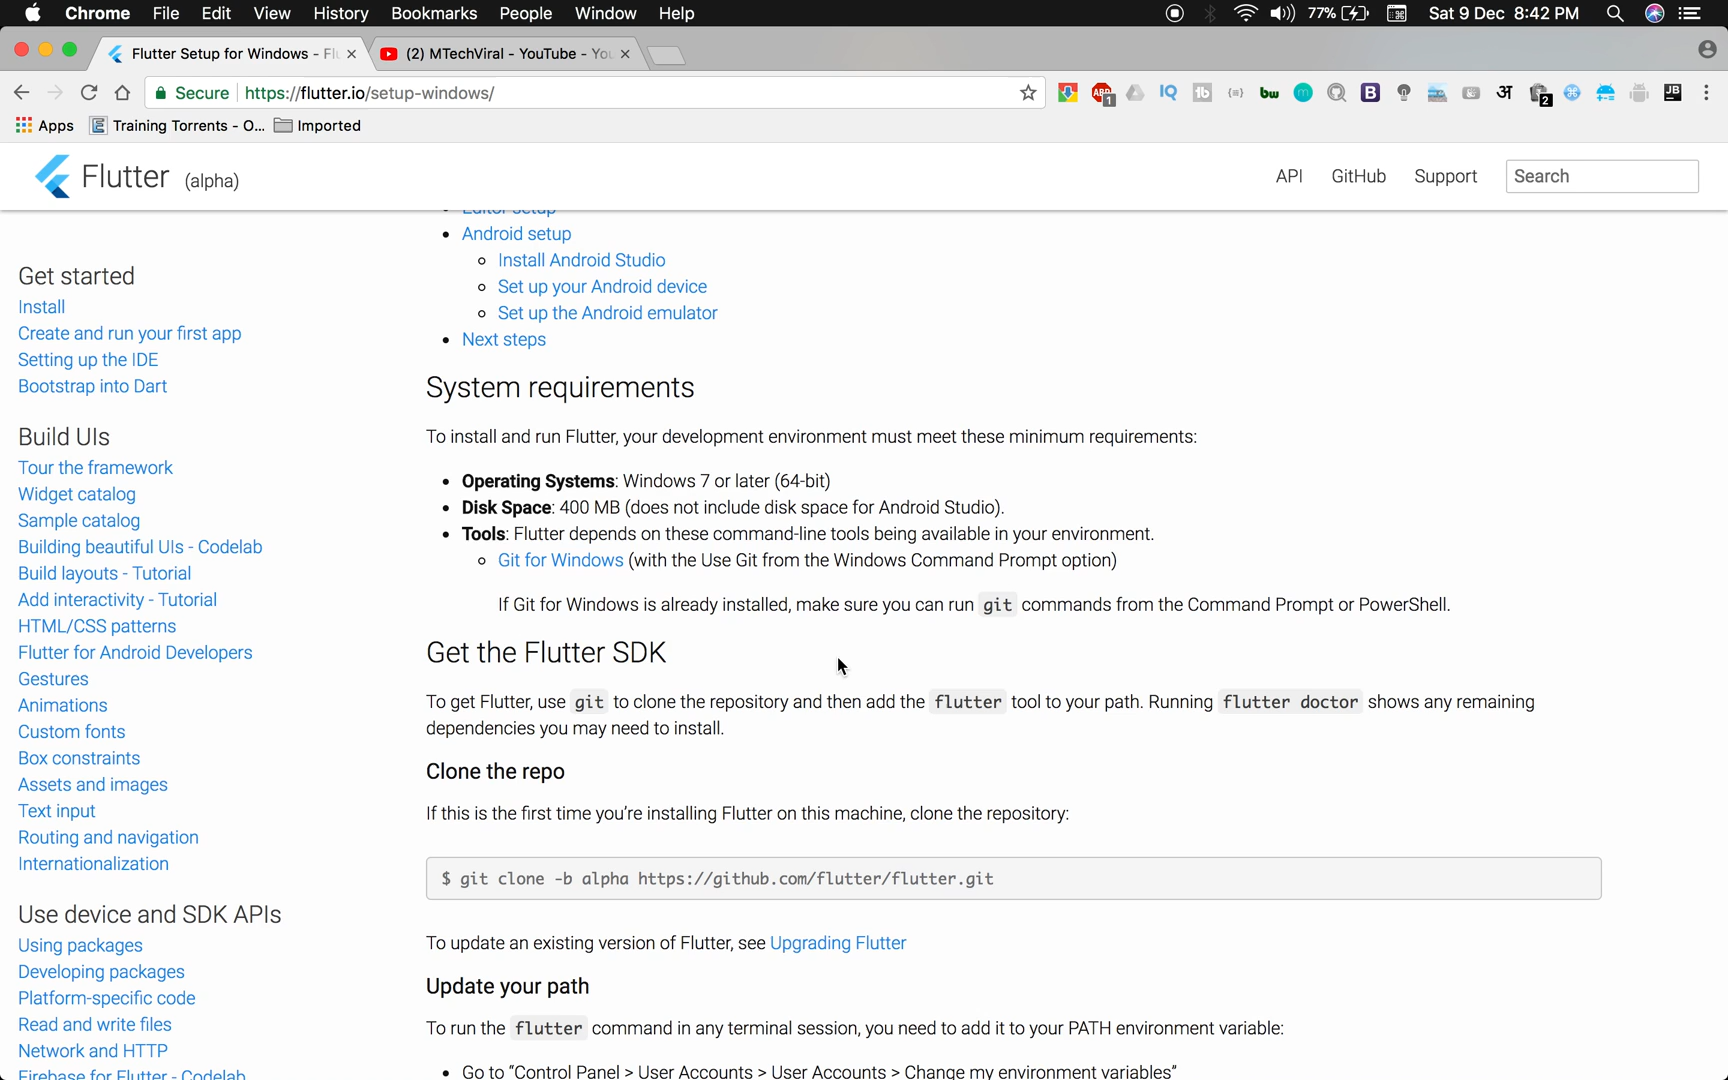 Chrome File Edit View History Bookmarks People Window Help 77% Sat 9 Dec 8:42 PM
Flutter Setup for Windows - Flu (2) MTechViral - YouTube - You
Secure https://flutter.io/setup-windows/
Apps Training Torrents - O... Imported
Flutter (alpha) API GitHub Support Search
Get started
Install
Create and run your first app
Setting up the IDE
Bootstrap into Dart
Build UIs
Tour the framework
Widget catalog
Sample catalog
Building beautiful UIs - Codelab
Build layouts - Tutorial
Add interactivity - Tutorial
HTML/CSS patterns
Flutter for Android Developers
Gestures
Animations
Custom fonts
Box constraints
Assets and images
Text input
Routing and navigation
Internationalization
Use device and SDK APIs
Using packages
Developing packages
Platform-specific code
Read and write files
Network and HTTP
Firebase for Flutter - Codelab
Editor setup
Android setup
Install Android Studio
Set up your Android device
Set up the Android emulator
Next steps
System requirements
To install and run Flutter, your development environment must meet these minimum requirements:
Operating Systems: Windows 7 or later (64-bit)
Disk Space: 400 MB (does not include disk space for Android Studio).
Tools: Flutter depends on these command-line tools being available in your environment.
Git for Windows (with the Use Git from the Windows Command Prompt option)
If Git for Windows is already installed, make sure you can run git commands from the Command Prompt or PowerShell.
Get the Flutter SDK
To get Flutter, use git to clone the repository and then add the flutter tool to your path. Running flutter doctor shows any remaining
dependencies you may need to install.
Clone the repo
If this is the first time you’re installing Flutter on this machine, clone the repository:
$ git clone -b alpha https://github.com/flutter/flutter.git
To update an existing version of Flutter, see Upgrading Flutter
Update your path
To run the flutter command in any terminal session, you need to add it to your PATH environment variable:
Go to “Control Panel > User Accounts > User Accounts > Change my environment variables”